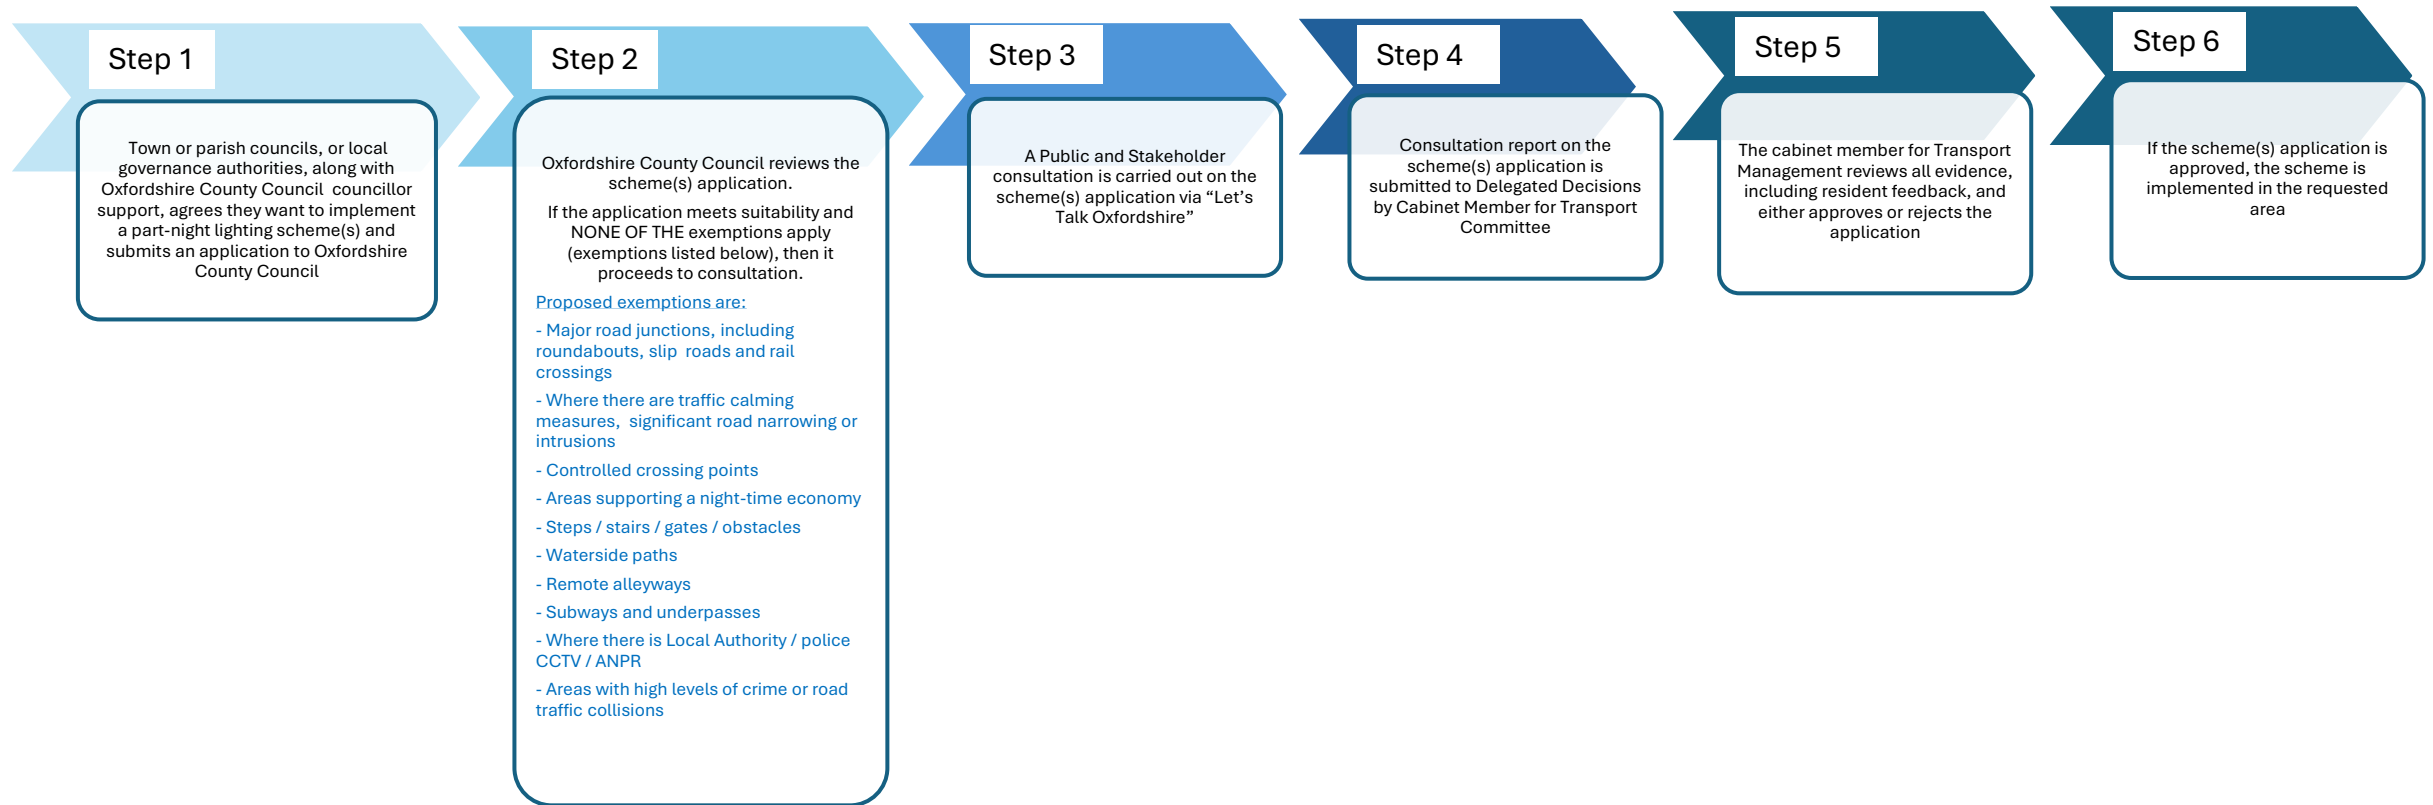 Step 1
Town or parish councils, or local
governance authorities, along with
Oxfordshire County Council  councillor
support, agrees they want to implement
a part-night lighting scheme(s) and
submits an application to Oxfordshire
County Council
Step 2
Oxfordshire County Council reviews the
scheme(s) application.
If the application meets suitability and
NONE OF THE exemptions apply
(exemptions listed below), then it
proceeds to consultation.
Proposed exemptions are:
- Major road junctions, including
roundabouts, slip  roads and rail
crossings
- Where there are traffic calming
measures,  significant road narrowing or
intrusions
- Controlled crossing points
- Areas supporting a night-time economy
- Steps / stairs / gates / obstacles
- Waterside paths
- Remote alleyways
- Subways and underpasses
- Where there is Local Authority / police
CCTV / ANPR
- Areas with high levels of crime or road
traffic collisions
Step 3
A Public and Stakeholder
consultation is carried out on the
scheme(s) application via “Let’s
Talk Oxfordshire”
Step 4
Consultation report on the
scheme(s) application is
submitted to Delegated Decisions
by Cabinet Member for Transport
Committee
Step 5
The cabinet member for Transport
Management reviews all evidence,
including resident feedback, and
either approves or rejects the
application
Step 6
If the scheme(s) application is
approved, the scheme is
implemented in the requested
area